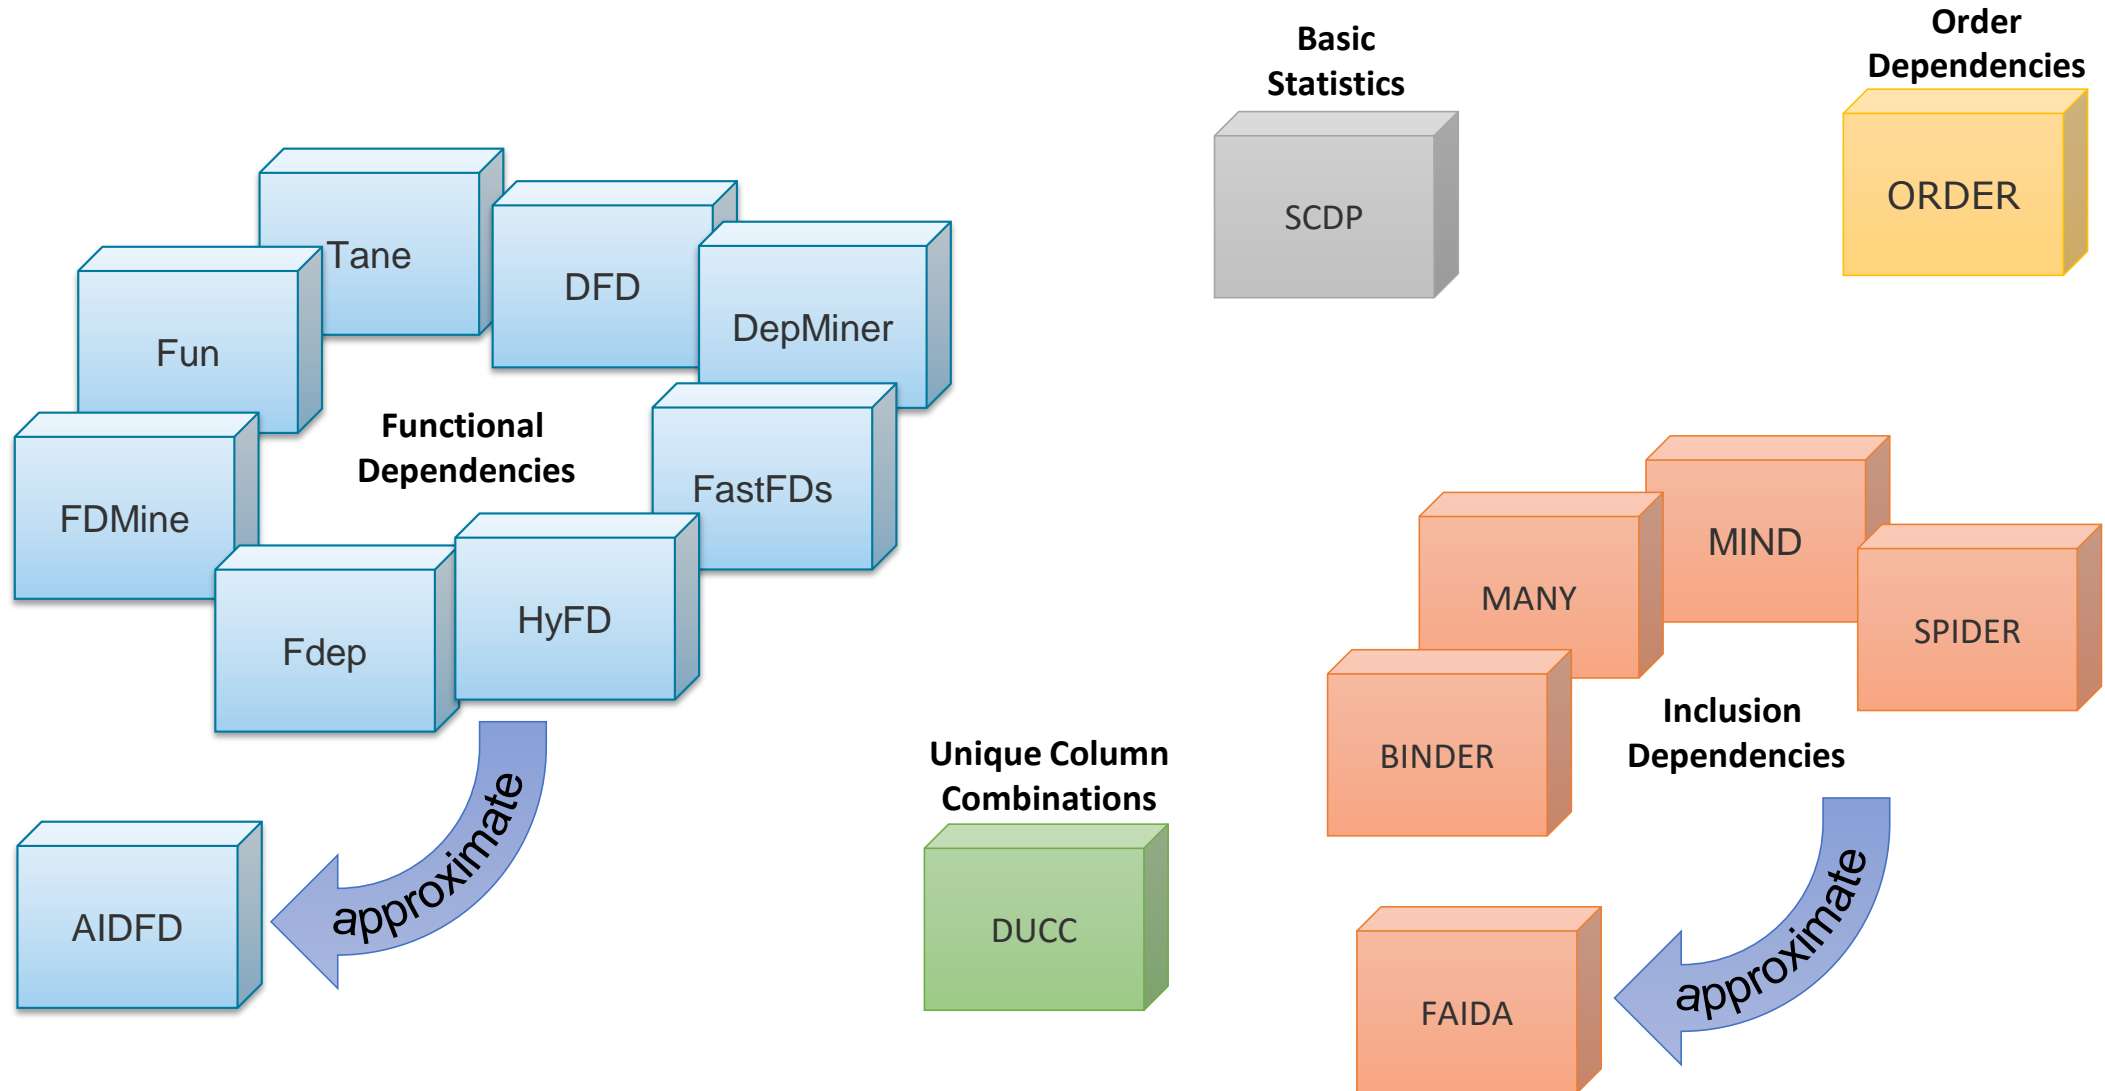 Basic
Statistics
SCDP
Order
Dependencies
ORDER
Tane
DFD
DepMiner
Fun
Functional
Dependencies
FastFDs
FDMine
HyFD
Fdep
approximate
AIDFD
Unique Column
Combinations
DUCC
MIND
MANY
SPIDER
BINDER
Inclusion
Dependencies
approximate
FAIDA